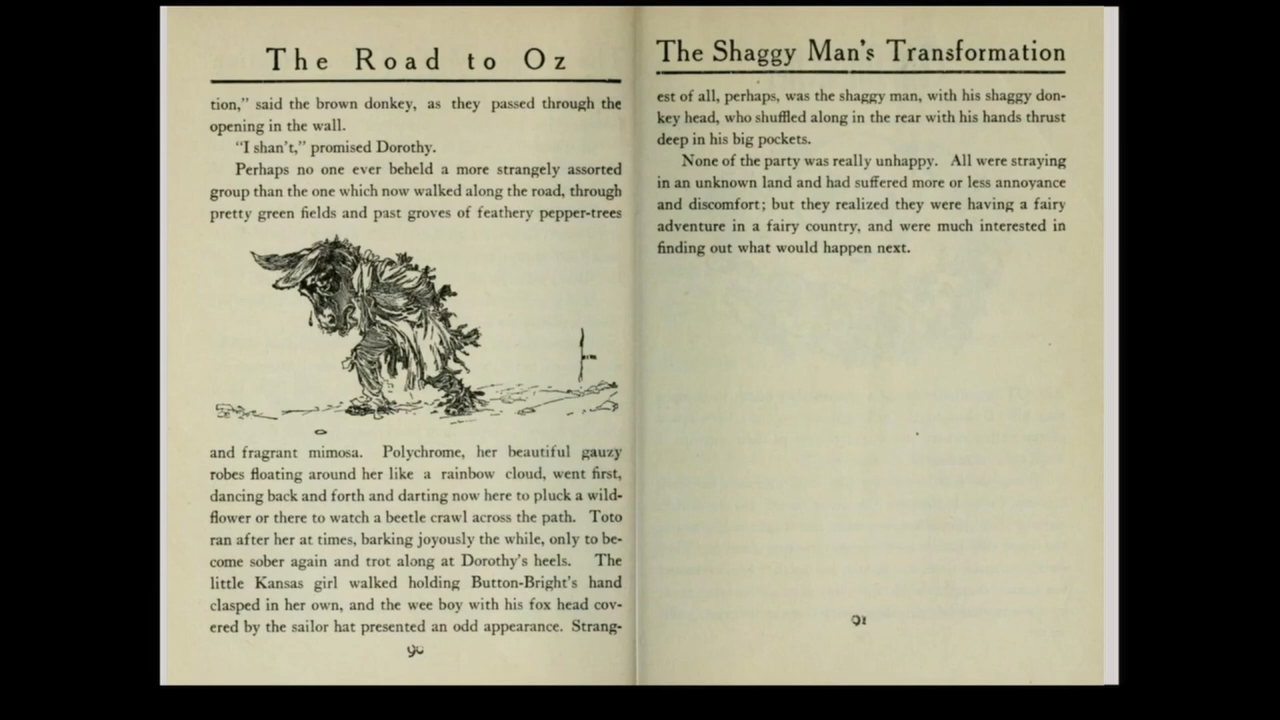 The Road to Oz
tion,” said the brown donkey, as they passed through the
opening in the wall.
“I shan't,” promised Dorothy.
Perhaps no one ever beheld a more strangely assorted
group than the one which now walked along the road, through
pretty green fields and past groves of feathery pepper-trees
and fragrant mimosa. Polychrome, her beautiful gauzy
robes floating around her like a rainbow cloud, went first,
dancing back and forth and darting now here to pluck a wild-
flower or there to watch a beetle crawl across the path. Toto
ran after her at times, barking joyously the while, only to be-
come sober again and trot along at Dorothy's heels. The
little Kansas girl walked holding Button-Bright's hand
clasped in her own, and the wee boy with his fox head cov-
ered by the sailor hat presented an odd appearance. Strang-
90
The Shaggy Man's Transformation
est of all, perhaps, was the shaggy man, with his shaggy don-
key head, who shuffled along in the rear with his hands thrust
deep in his big pockets.
None of the party was really unhappy. All were straying
in an unknown land and had suffered more or less annoyance
and discomfort; but they realized they were having a fairy
adventure in a fairy country, and were much interested in
finding out what would happen next.
91